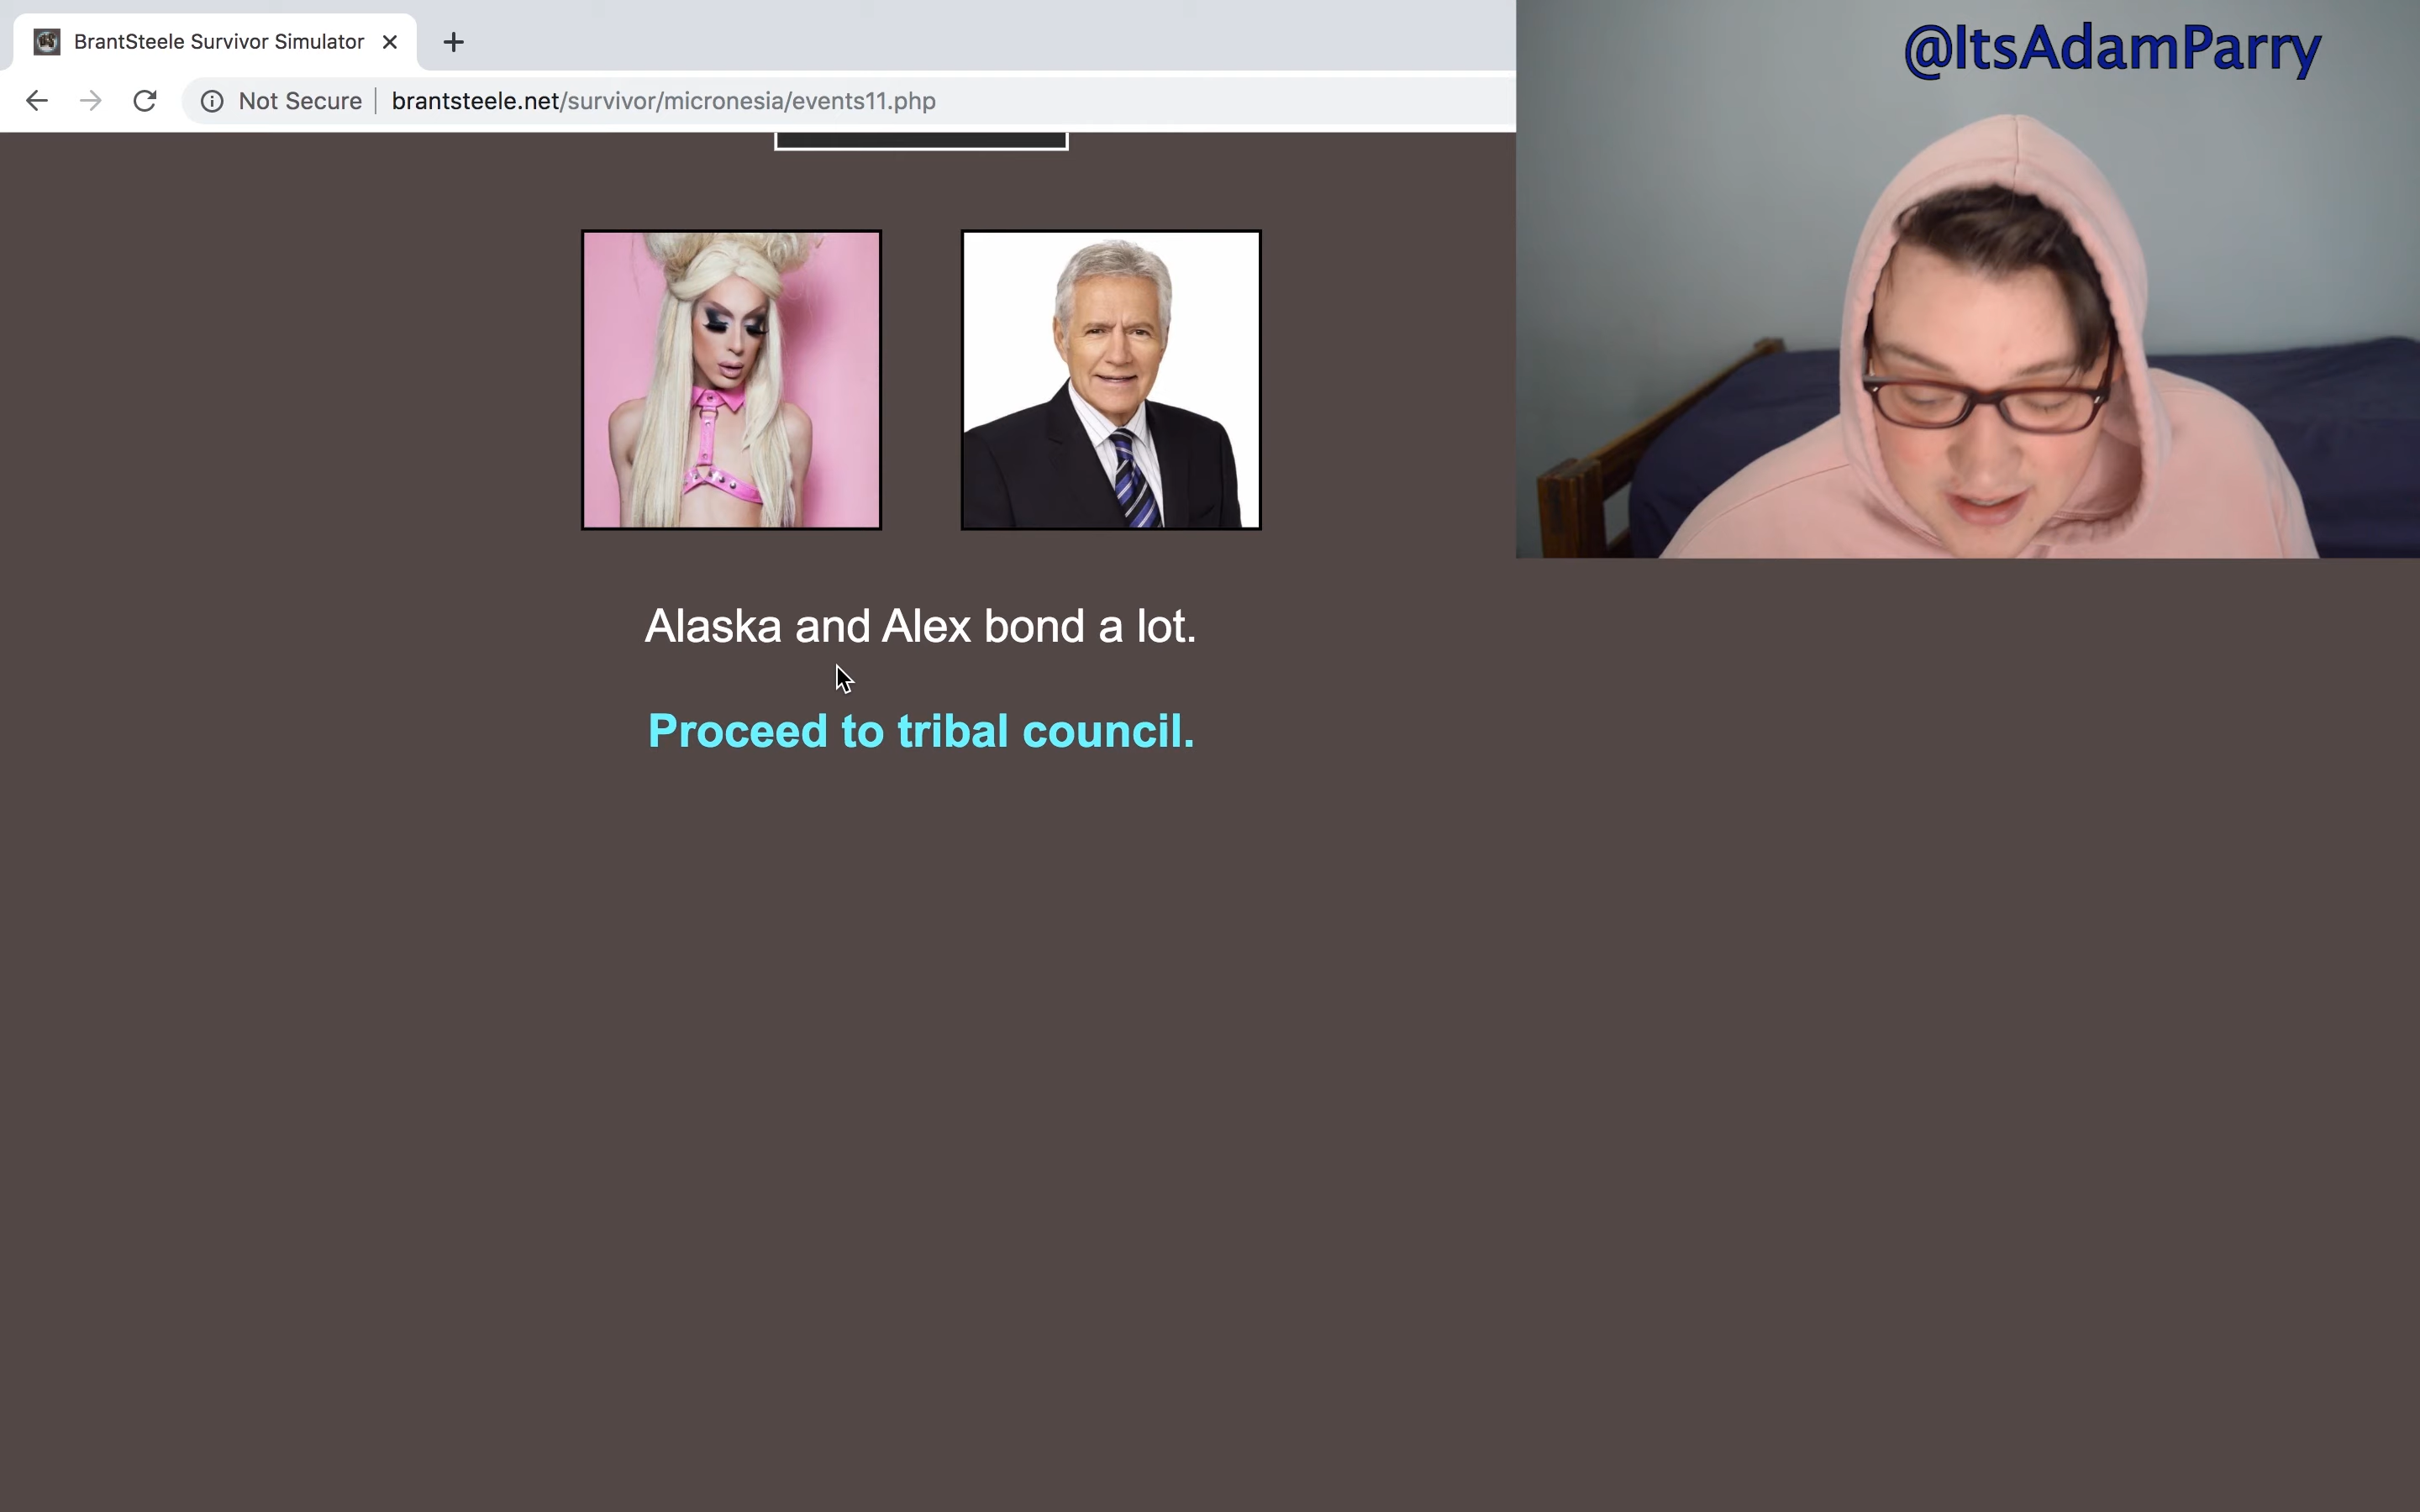 BrantSteele Survivor Simulator
@ItsAdamParry
Not Secure
brantsteele.net/survivor/micronesia/events11.php
Alaska and Alex bond a lot.
Proceed to tribal council.